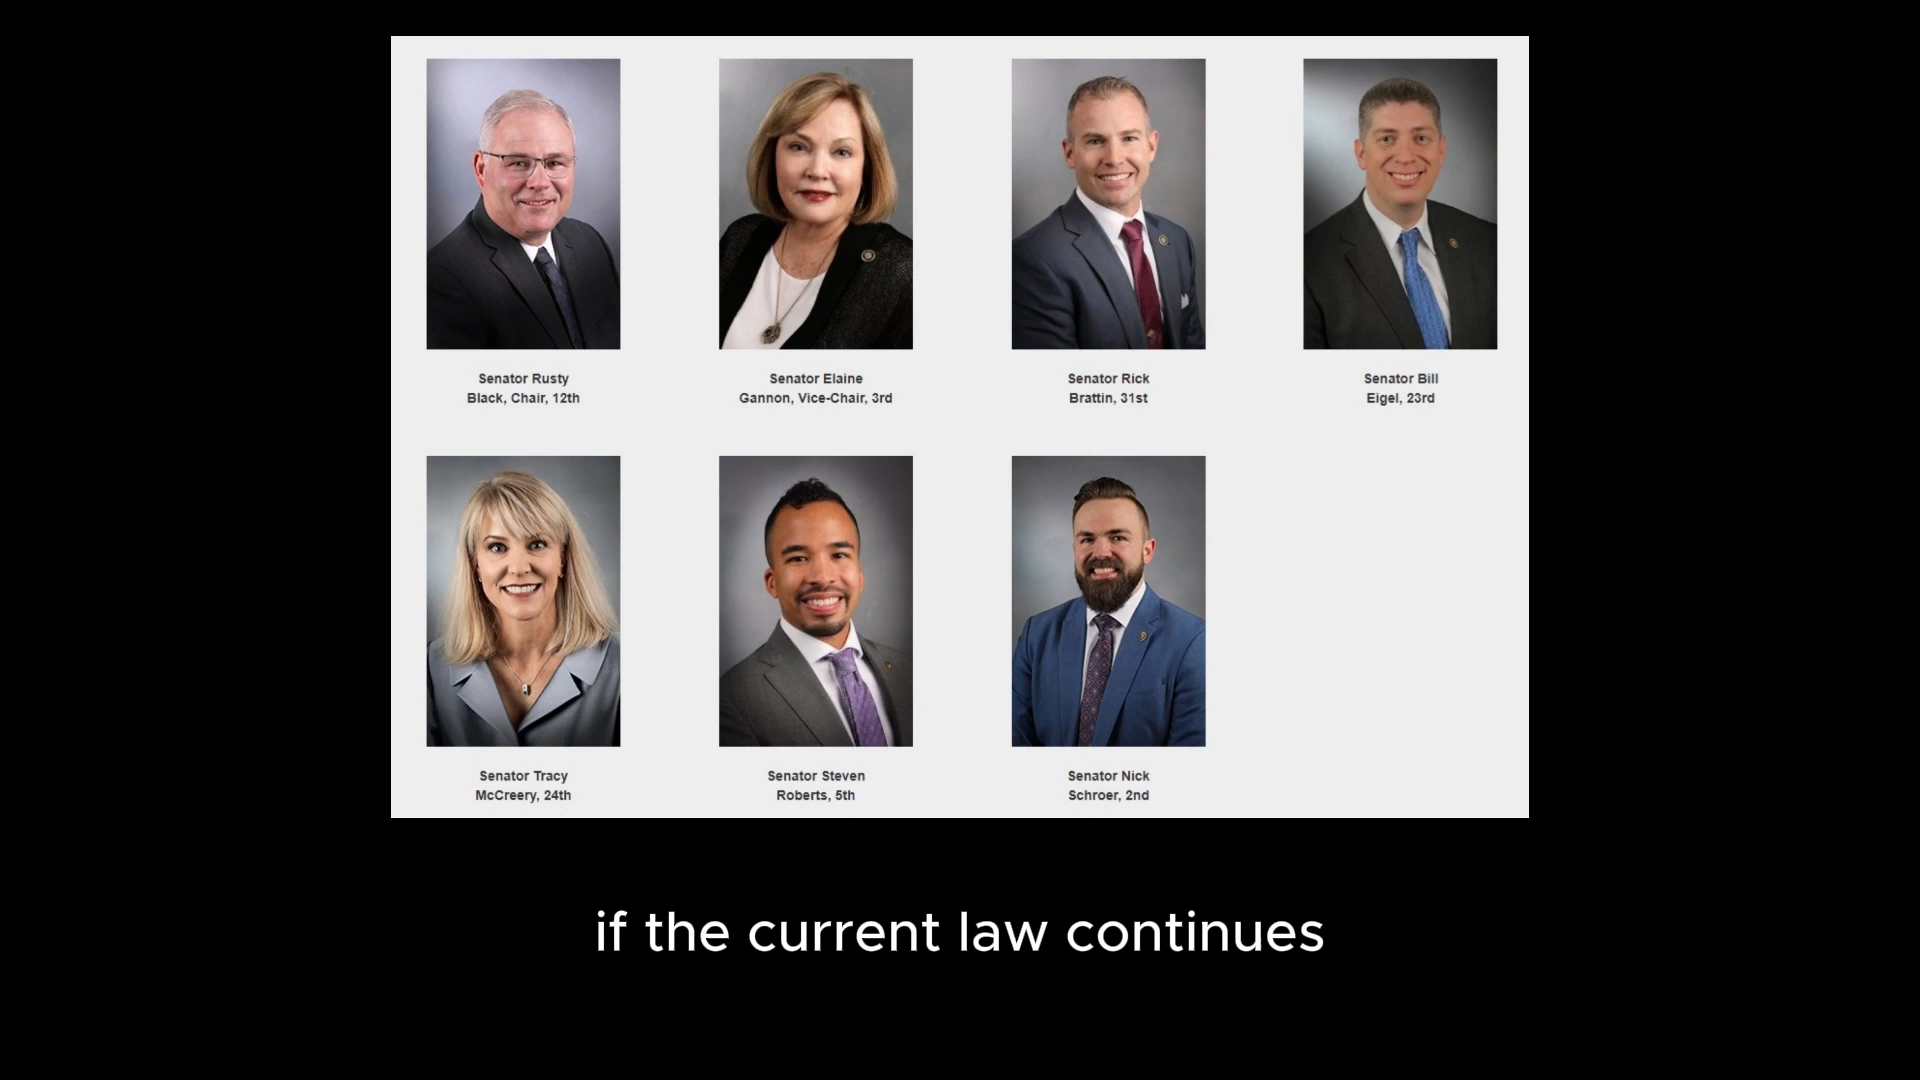 Senator Rusty
Black, Chair, 12th
Senator Elaine
Gannon, Vice-Chair, 3rd
Senator Rick
Brattin, 31st
Senator Bill
Eigel, 23rd
Senator Tracy
McCreery, 24th
Senator Steven
Roberts, 5th
Senator Nick
Schroer, 2nd
if the current law continues